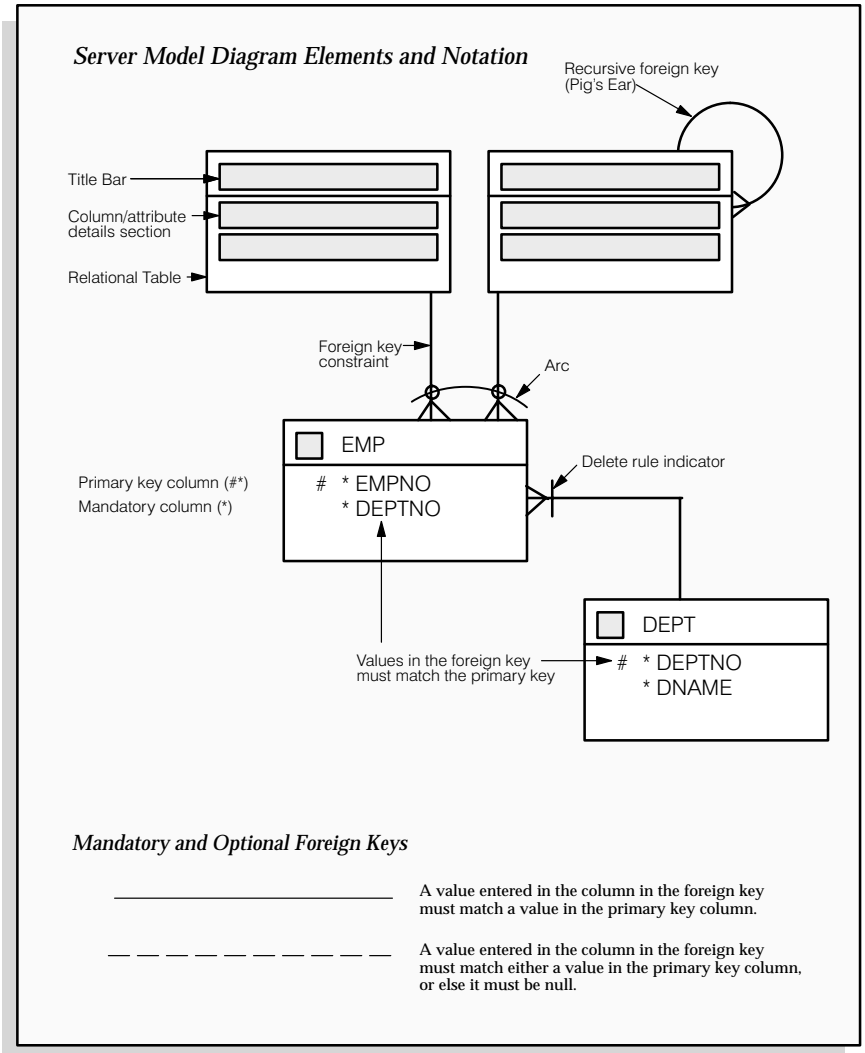 Server Model Diagram Elements and Notation
Recursive foreign key
(Pig's Ear)
Title Bar
Column/attribute
details section
Relational Table
Foreign key
constraint
Arc
EMP
Delete rule indicator
Primary key column (#*)
# * EMPNO
Mandatory column (*)
* DEPTNO
DEPT
Values in the foreign key
must match the primary key
# * DEPTNO
* DNAME
Mandatory and Optional Foreign Keys
A value entered in the column in the foreign key
must match a value in the primary key column.
A value entered in the column in the foreign key
must match either a value in the primary key column,
or else it must be null.